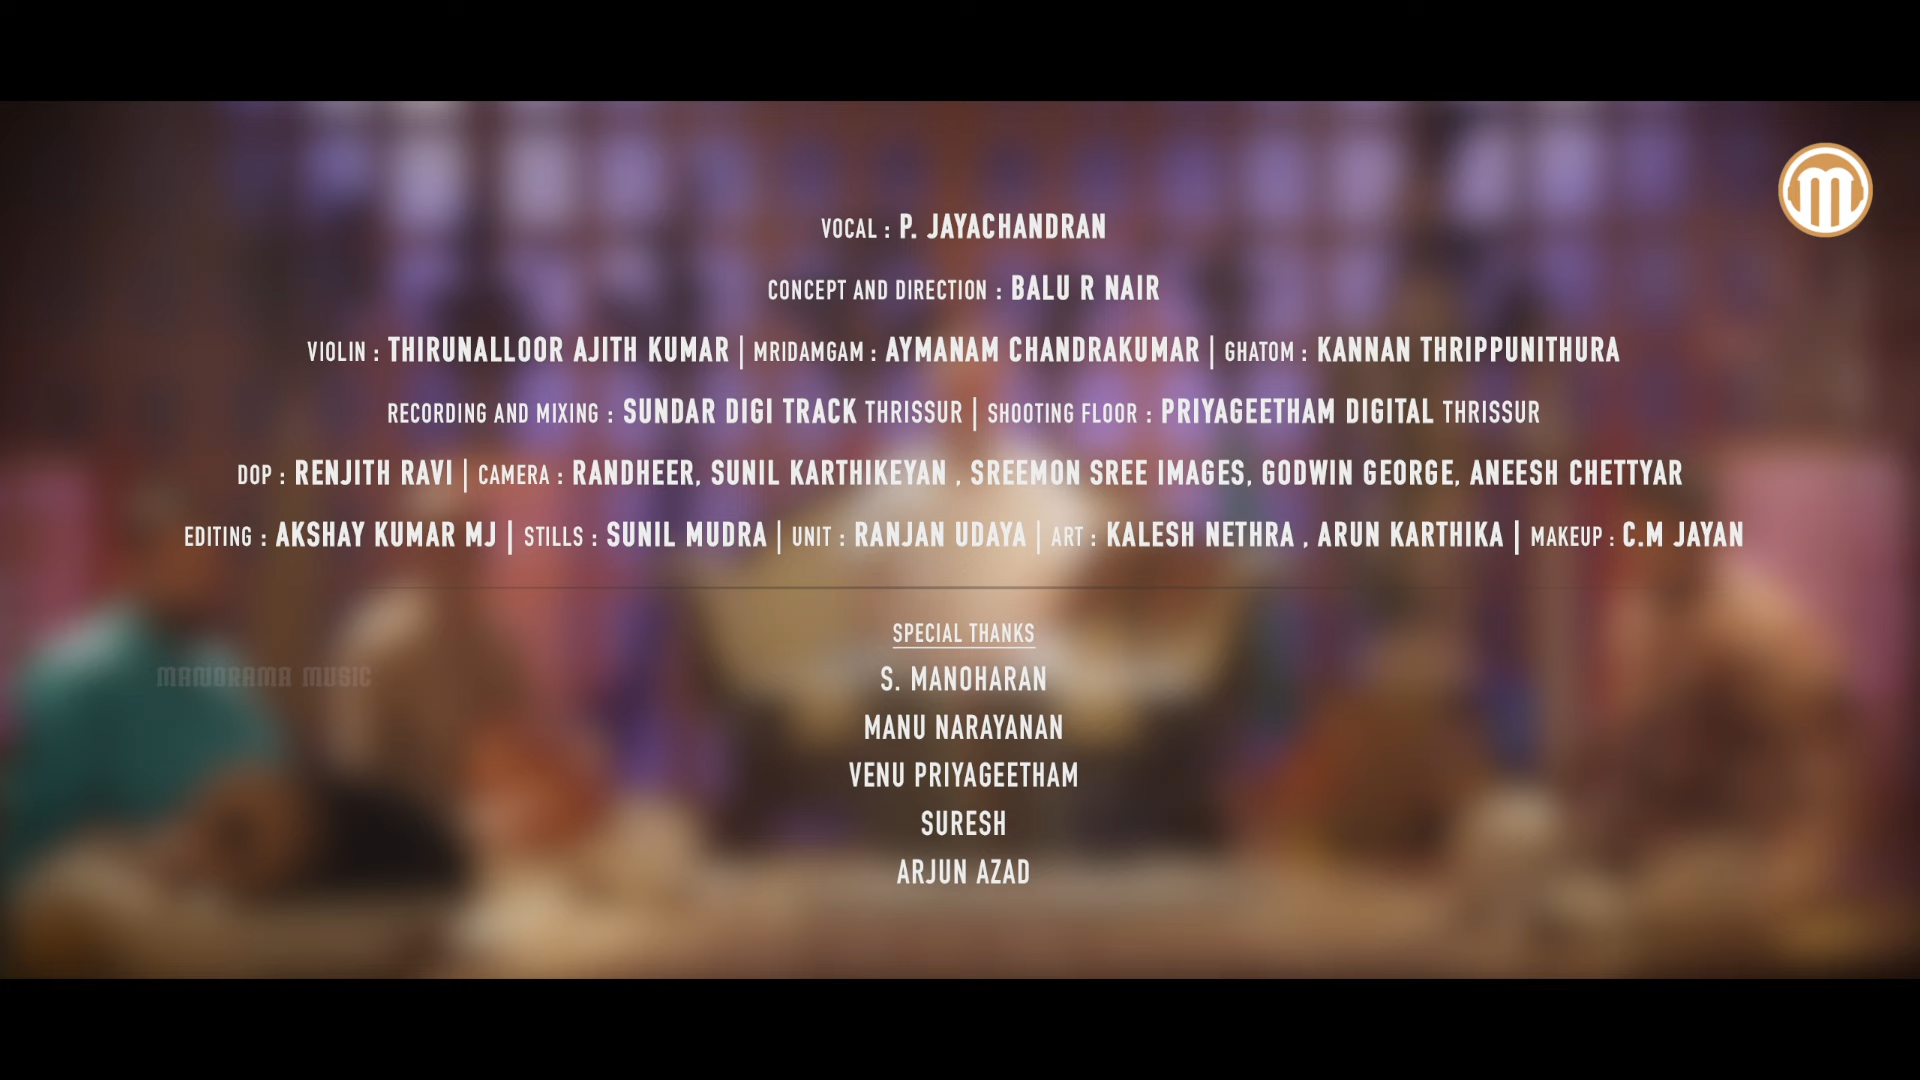 VOCAL : P. JAYACHANDRAN
CONCEPT AND DIRECTION : BALU R NAIR
VIOLIN : THIRUNALLOOR AJITH KUMAR | MRIDAMGAM : AYMANAM CHANDRAKUMAR | GHATOM : KANNAN THRIPPUNITHURA
RECORDING AND MIXING : SUNDAR DIGI TRACK THRISSUR | SHOOTING FLOOR : PRIYAGEETHAM DIGITAL THRISSUR
DOP : RENJITH RAVI | CAMERA : RANDHEER, SUNIL KARTHIKEYAN , SREEMON SREE IMAGES, GODWIN GEORGE, ANEESH CHETTYAR
EDITING : AKSHAY KUMAR MJ | STILLS : SUNIL MUDRA | UNIT : RANJAN UDAYA | ART : KALESH NETHRA , ARUN KARTHIKA | MAKEUP : C.M JAYAN
SPECIAL THANKS
S. MANOHARAN
MANORAMA MUSIC
MANU NARAYANAN
VENU PRIYAGEETHAM
SURESH
ARJUN AZAD